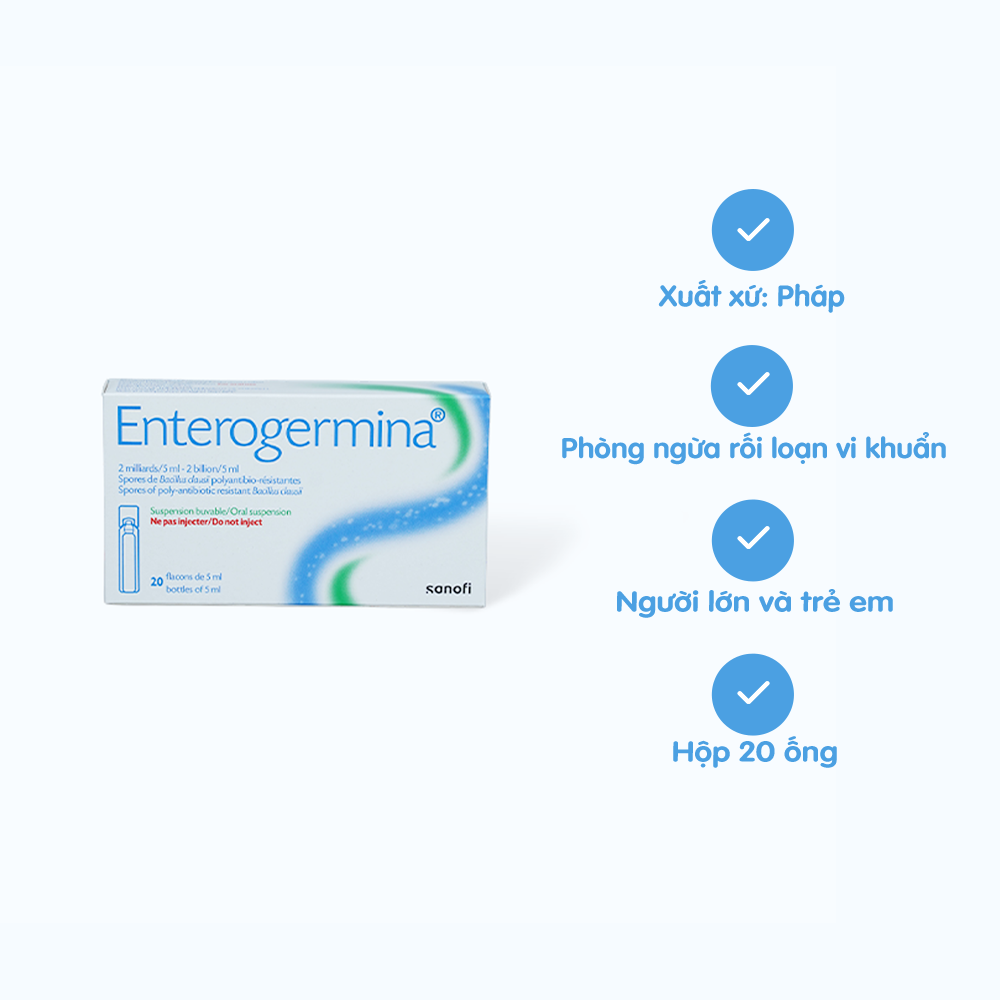 Enterogermina®
2 milliards/5 ml - 2 billion/5 ml
Spores de Bacillus clausii polyantibio-résistantes
Spores of poly-antibiotic resistant Bacillus clausii
Suspension buvable/Oral suspension
Ne pas injecter/Do not inject
20 flacons de 5 ml
bottles of 5 ml
sanofi
Xuất xứ: Pháp
Phòng ngừa rối loạn vi khuẩn
Người lớn và trẻ em
Hộp 20 ống